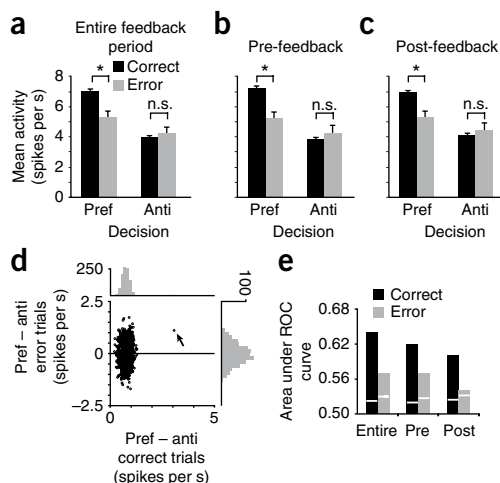 a
Entire feedback
period
b
Pre-feedback
c
Post-feedback
Correct
Error
Mean activity
(spikes per s)
8
6
4
2
0
*
n.s.
*
n.s.
*
n.s.
Pref Anti
Pref Anti
Pref Anti
Decision
Decision
Decision
d
250
100
Pref – anti
error trials
(spikes per s)
2.5
0
–2.5
0 5
Pref – anti
correct trials
(spikes per s)
e
Correct
Error
Area under ROC
curve
0.68
0.62
0.56
0.50
Entire Pre Post